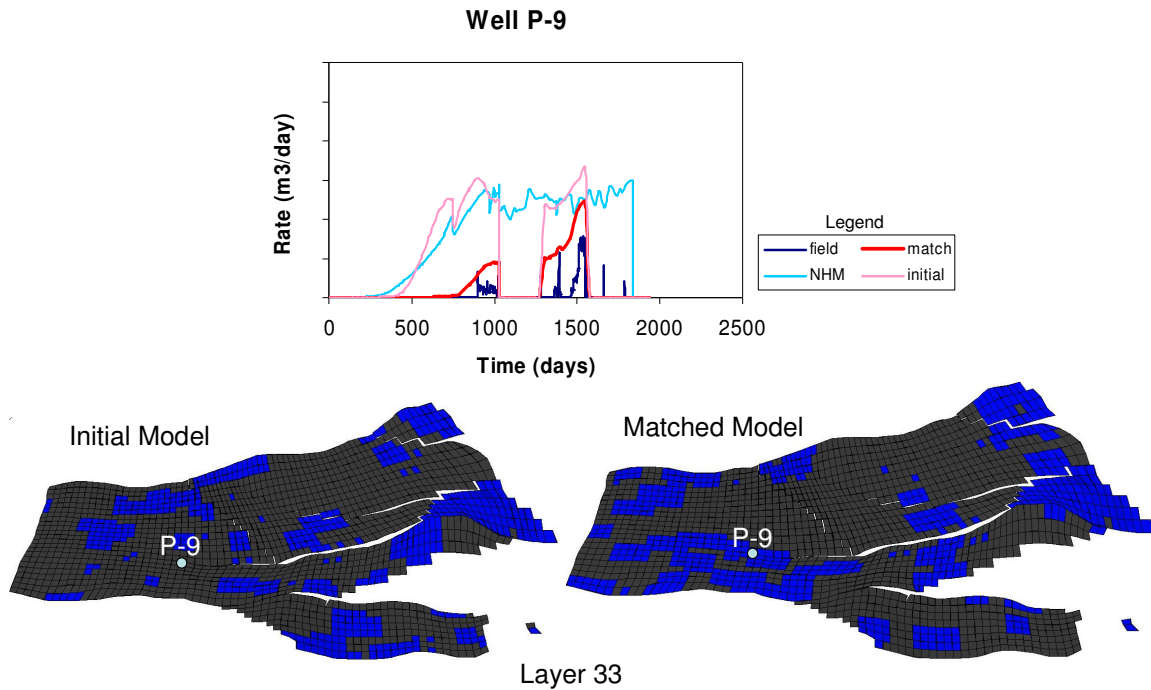 Well P-9
Rate (m3/day)
0 500 1000 1500 2000 2500
Time (days)
Legend
field match
NHM initial
Initial Model
Matched Model
P-9
P-9
Layer 33